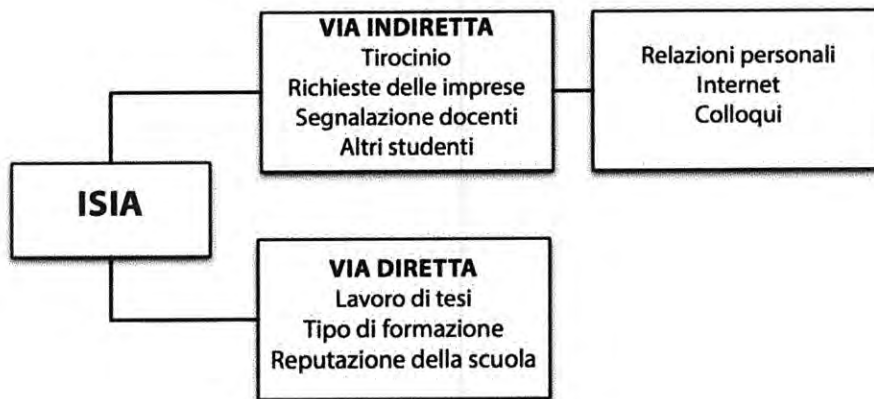 VIA INDIRETTA
Tirocinio
Richieste delle imprese
Segnalazione docenti
Altri studenti
Relazioni personali
Internet
Colloqui
ISIA
VIA DIRETTA
Lavoro di tesi
Tipo di formazione
Reputazione della scuola